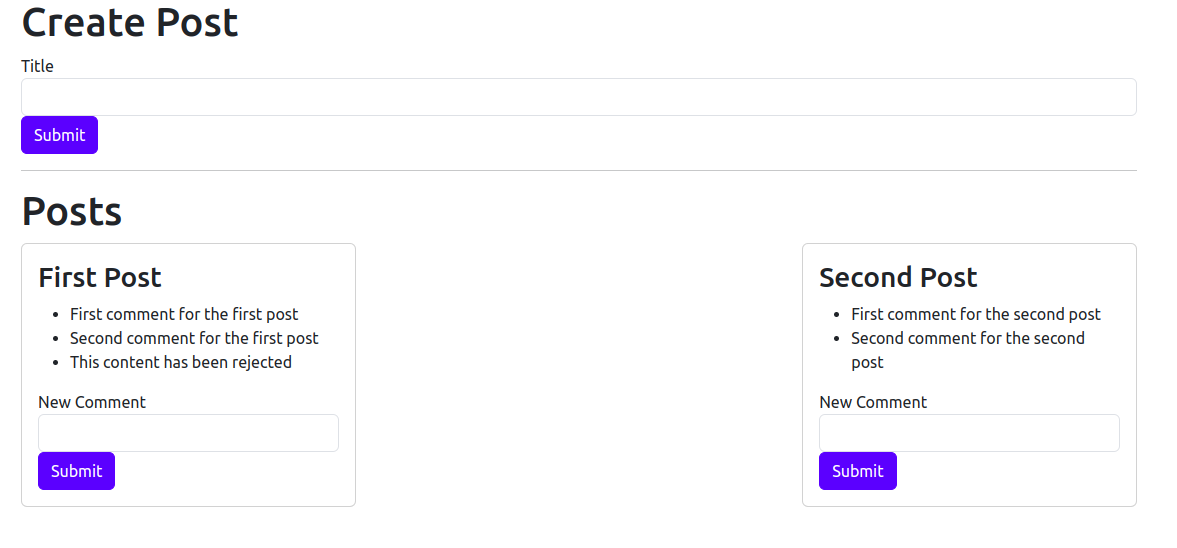 Create Post
Title
Submit
Posts
First Post
First comment for the first post
Second comment for the first post
This content has been rejected
New Comment
Submit
Second Post
First comment for the second post
Second comment for the second
post
New Comment
Submit